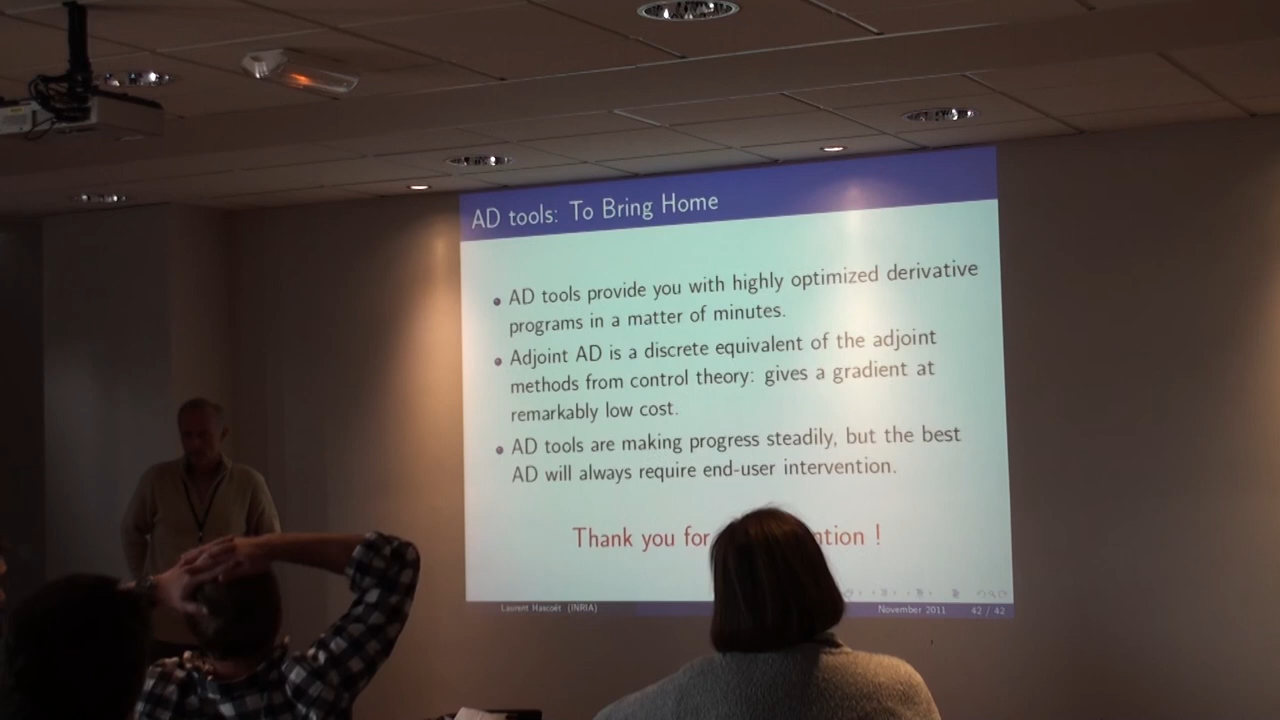 AD tools: To Bring Home
AD tools provide you with highly optimized derivative
programs in a matter of minutes.
Adjoint AD is a discrete equivalent of the adjoint
methods from control theory: gives a gradient at
remarkably low cost.
AD tools are making progress steadily, but the best
AD will always require end-user intervention.
Thank you for ntion !
Laurent Hascoët (INRIA)
November 2011
42 / 42